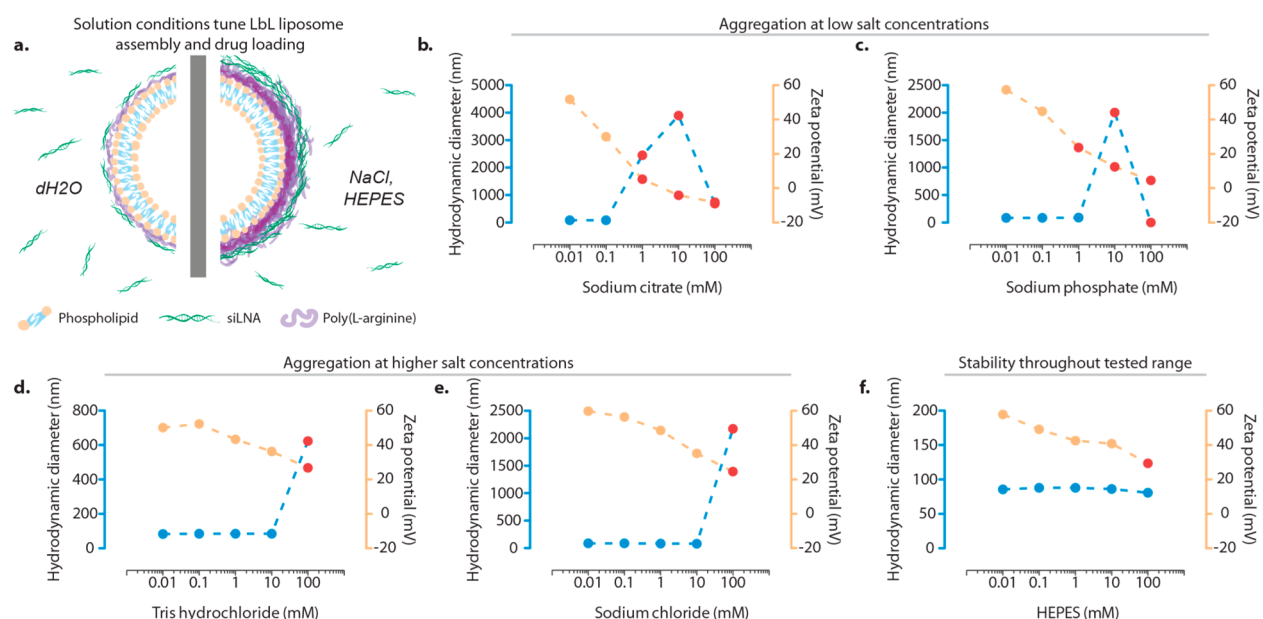 a.
Solution conditions tune LbL liposome
assembly and drug loading
dH2O
NaCl,
HEPES
Phospholipid
siLNA
Poly(L-arginine)
Aggregation at low salt concentrations
b.
Hydrodynamic diameter (nm)
5000
4000
3000
2000
1000
0
60
40
20
0
-20
Zeta potential (mV)
0.01 0.1 1 10 100
Sodium citrate (mM)
c.
Hydrodynamic diameter (nm)
2500
2000
1500
1000
500
0
60
40
20
0
-20
Zeta potential (mV)
0.01 0.1 1 10 100
Sodium phosphate (mM)
Aggregation at higher salt concentrations
d.
Hydrodynamic diameter (nm)
800
600
400
200
0
60
40
20
0
-20
Zeta potential (mV)
0.01 0.1 1 10 100
Tris hydrochloride (mM)
e.
Hydrodynamic diameter (nm)
2500
2000
1500
1000
500
0
60
40
20
0
-20
Zeta potential (mV)
0.01 0.1 1 10 100
Sodium chloride (mM)
Stability throughout tested range
f.
Hydrodynamic diameter (nm)
200
150
100
50
0
60
40
20
0
-20
Zeta potential (mV)
0.01 0.1 1 10 100
HEPES (mM)